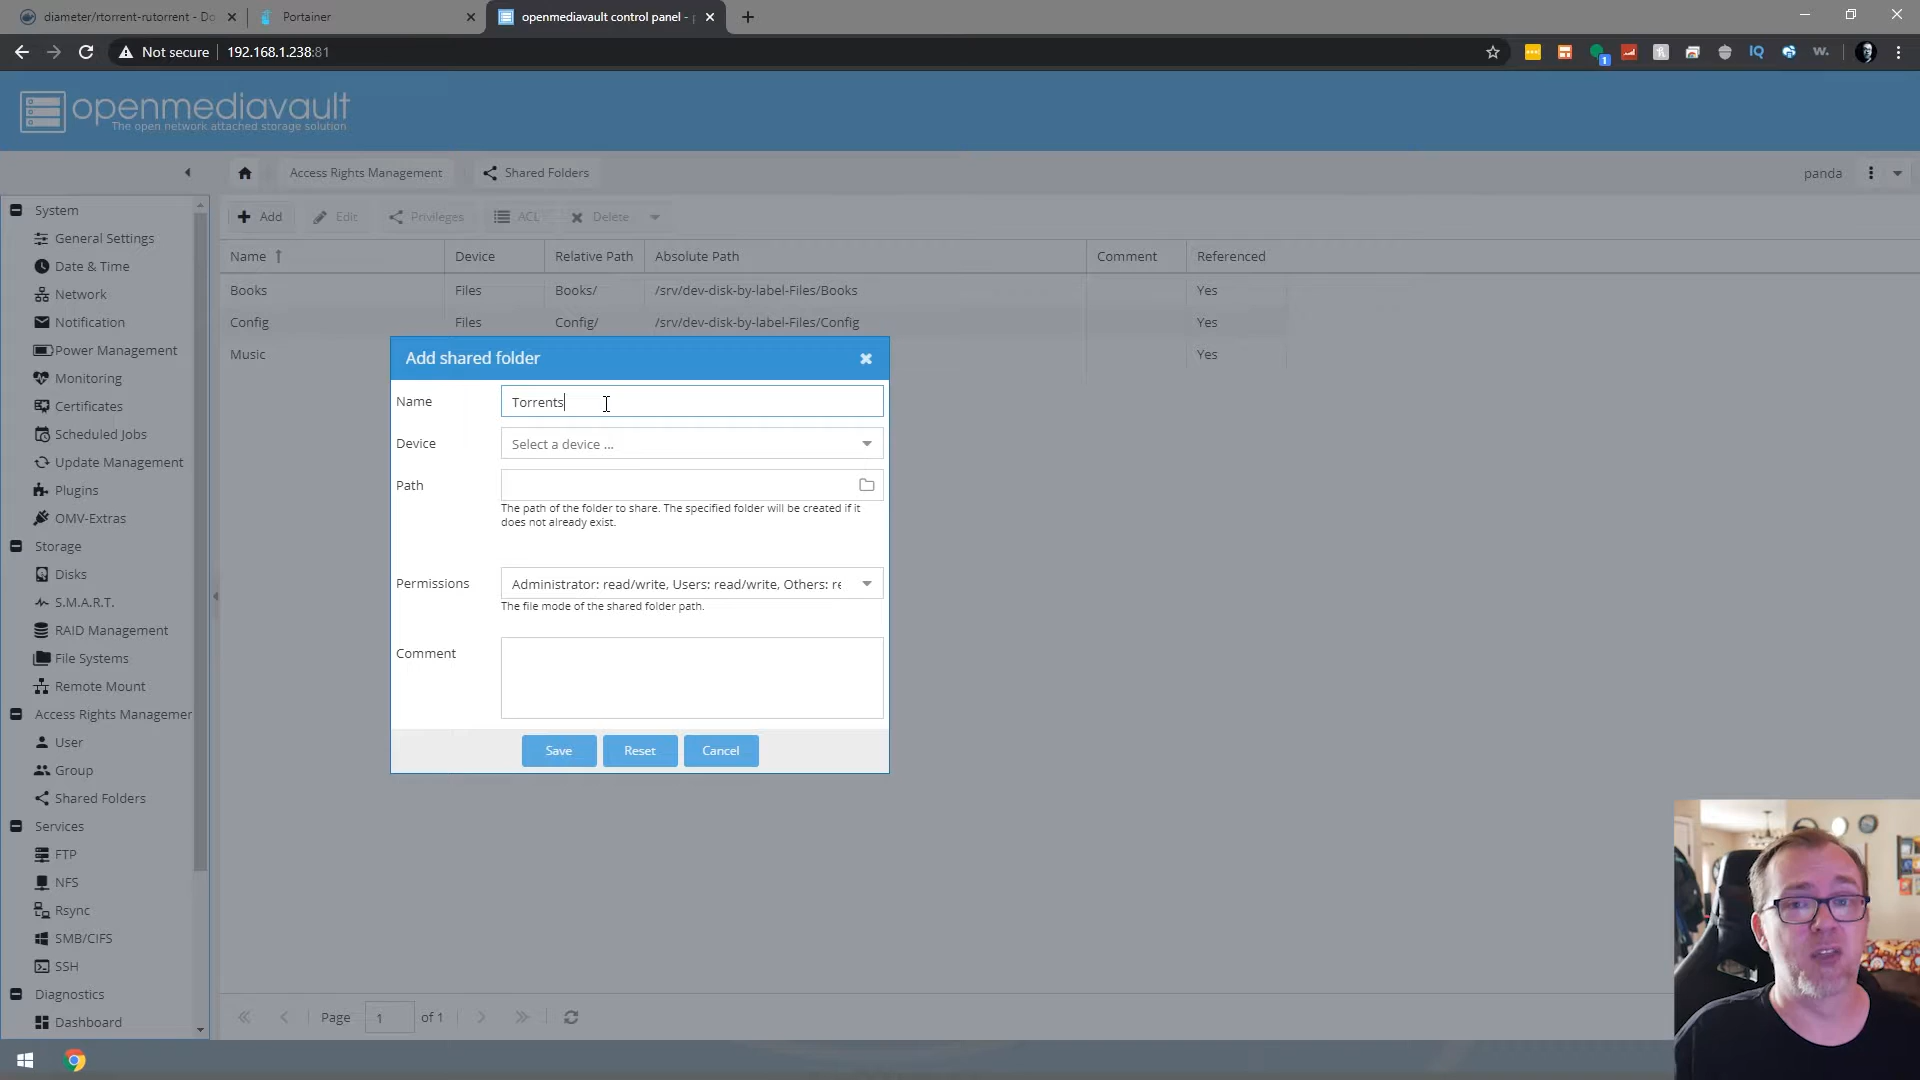 diameter/rtorrent-rutorrent - Do
Portainer
openmediavault control panel -
Not secure
192.168.1.238:81
1
IQ
w.
openmediavault
The open network attached storage solution
Access Rights Management
Shared Folders
panda
Add
Edit
Privileges
ACL
Delete
Name
Device
Relative Path
Absolute Path
Comment
Referenced
Books
Files
Books/
/srv/dev-disk-by-label-Files/Books
Yes
Config
Files
Config/
/srv/dev-disk-by-label-Files/Config
Yes
Music
Yes
System
General Settings
Date & Time
Network
Notification
Power Management
Monitoring
Certificates
Scheduled Jobs
Update Management
Plugins
OMV-Extras
Storage
Disks
S.M.A.R.T.
RAID Management
File Systems
Remote Mount
Access Rights Managemer
User
Group
Shared Folders
Services
FTP
NFS
Rsync
SMB/CIFS
SSH
Diagnostics
Dashboard
Add shared folder
Name
Torrents
Device
Select a device ...
Path
The path of the folder to share. The specified folder will be created if it
does not already exist.
Permissions
Administrator: read/write, Users: read/write, Others: re
The file mode of the shared folder path.
Comment
Save
Reset
Cancel
Page
1
of 1